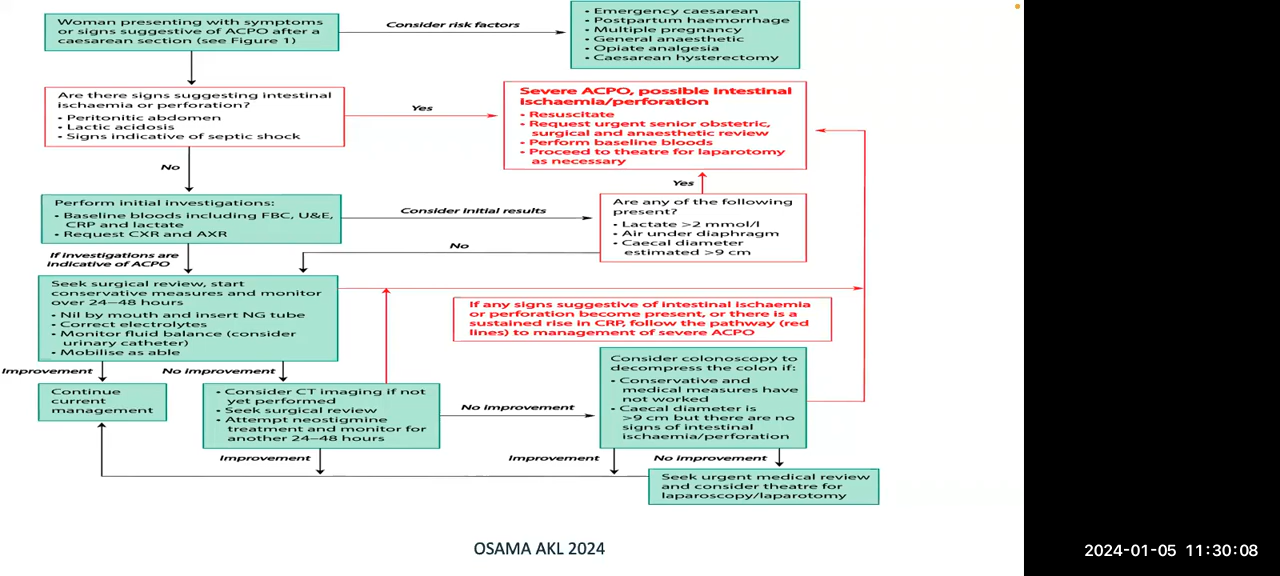 Woman presenting with symptoms
or signs suggestive of ACPO after a
caesarean section (see Figure 1)
Consider risk factors
• Emergency caesarean
• Postpartum haemorrhage
• Multiple pregnancy
• General anaesthetic
• Opiate analgesia
• Caesarean hysterectomy
Are there signs suggesting intestinal
ischaemia or perforation?
• Peritonitic abdomen
• Lactic acidosis
• Signs indicative of septic shock
Yes
Severe ACPO, possible intestinal
ischaemia/perforation
• Resuscitate
• Request urgent senior obstetric,
surgical and anaesthetic review
• Perform baseline bloods
• Proceed to theatre for laparotomy
as necessary
No
Yes
Perform initial investigations:
• Baseline bloods including FBC, U&E,
CRP and lactate
• Request CXR and AXR
Consider initial results
Are any of the following
present?
• Lactate >2 mmol/l
• Air under diaphragm
• Caecal diameter
estimated >9 cm
No
If investigations are
indicative of ACPO
Seek surgical review, start
conservative measures and monitor
over 24–48 hours
• Nil by mouth and insert NG tube
• Correct electrolytes
• Monitor fluid balance (consider
urinary catheter)
• Mobilise as able
If any signs suggestive of intestinal ischaemia
or perforation become present, or there is a
sustained rise in CRP, follow the pathway (red
lines) to management of severe ACPO
Improvement
No improvement
Continue
current
management
• Consider CT imaging if not
yet performed
• Seek surgical review
• Attempt neostigmine
treatment and monitor for
another 24–48 hours
No improvement
Consider colonoscopy to
decompress the colon if:
• Conservative and
medical measures have
not worked
• Caecal diameter is
>9 cm but there are no
signs of intestinal
ischaemia/perforation
Improvement
Improvement
No improvement
Seek urgent medical review
and consider theatre for
laparoscopy/laparotomy
OSAMA AKL 2024
2024-01-05 11:30:08